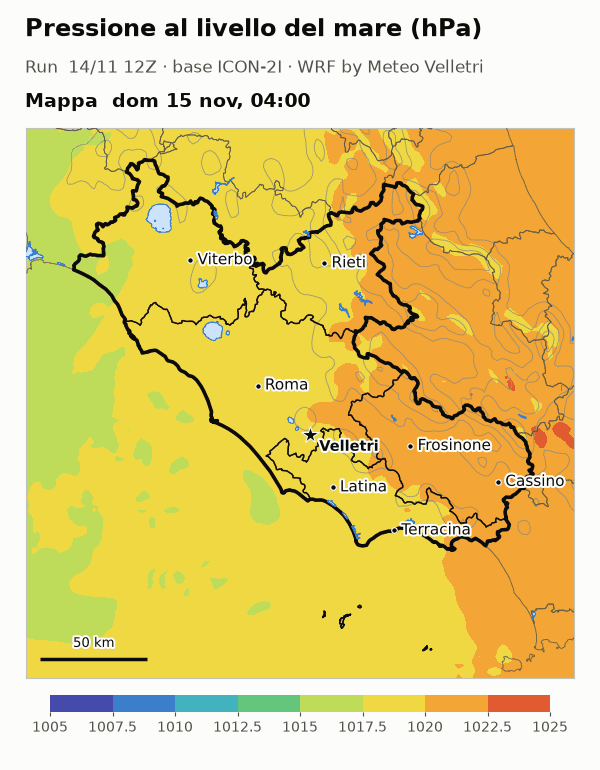 Pressione al livello del mare (hPa)
Run 14/11 12Z · base ICON-2I · WRF by Meteo Velletri
Mappa dom 15 nov, 04:00
Viterbo
Rieti
Roma
Velletri
Frosinone
Latina
Cassino
Terracina
50 km
1005 1007.5 1010 1012.5 1015 1017.5 1020 1022.5 1025